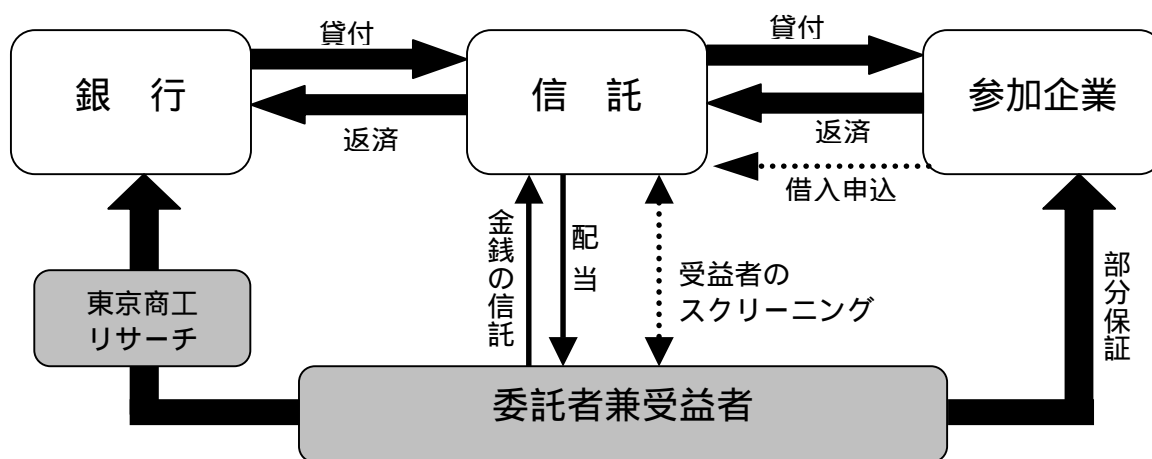 貸付
貸付
銀　行
信　託
参加企業
返済
返済
借入申込
金銭の信託
配当
受益者の
スクリーニング
部分保証
東京商工
リサーチ
委託者兼受益者